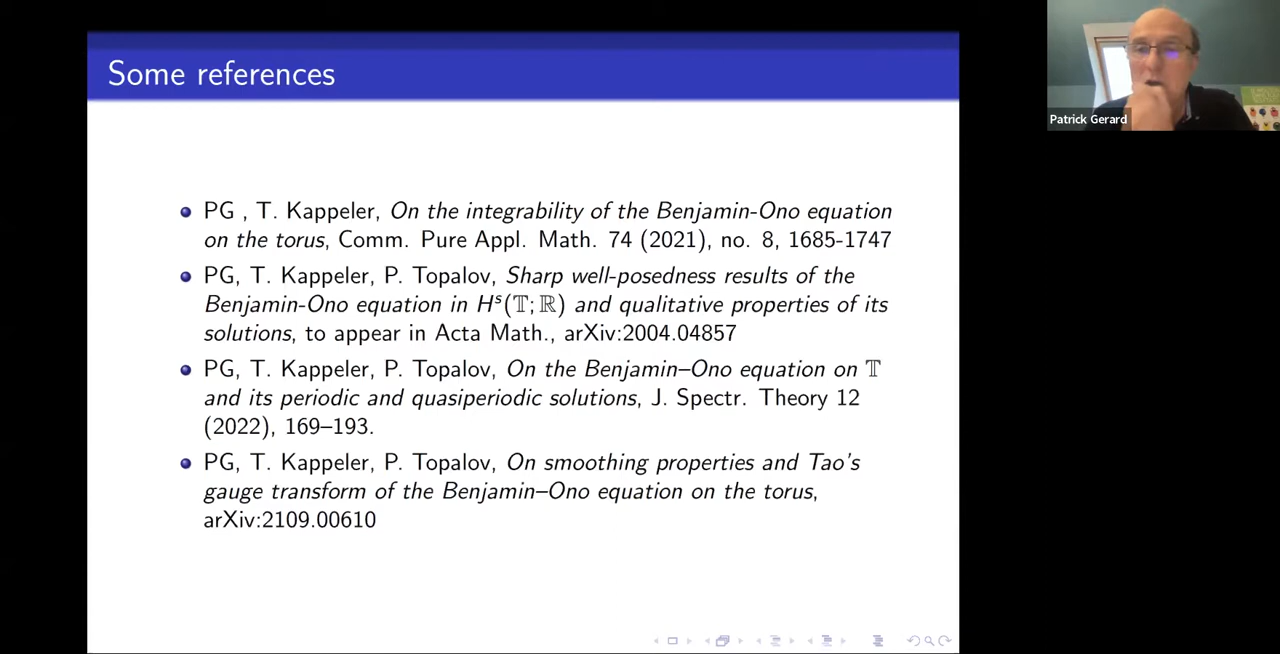 Some references
Patrick Gerard
PG , T. Kappeler, On the integrability of the Benjamin-Ono equation
on the torus, Comm. Pure Appl. Math. 74 (2021), no. 8, 1685-1747
PG, T. Kappeler, P. Topalov, Sharp well-posedness results of the
Benjamin-Ono equation in Hˢ(𝕋; ℝ) and qualitative properties of its
solutions, to appear in Acta Math., arXiv:2004.04857
PG, T. Kappeler, P. Topalov, On the Benjamin–Ono equation on 𝕋
and its periodic and quasiperiodic solutions, J. Spectr. Theory 12
(2022), 169–193.
PG, T. Kappeler, P. Topalov, On smoothing properties and Tao's
gauge transform of the Benjamin–Ono equation on the torus,
arXiv:2109.00610